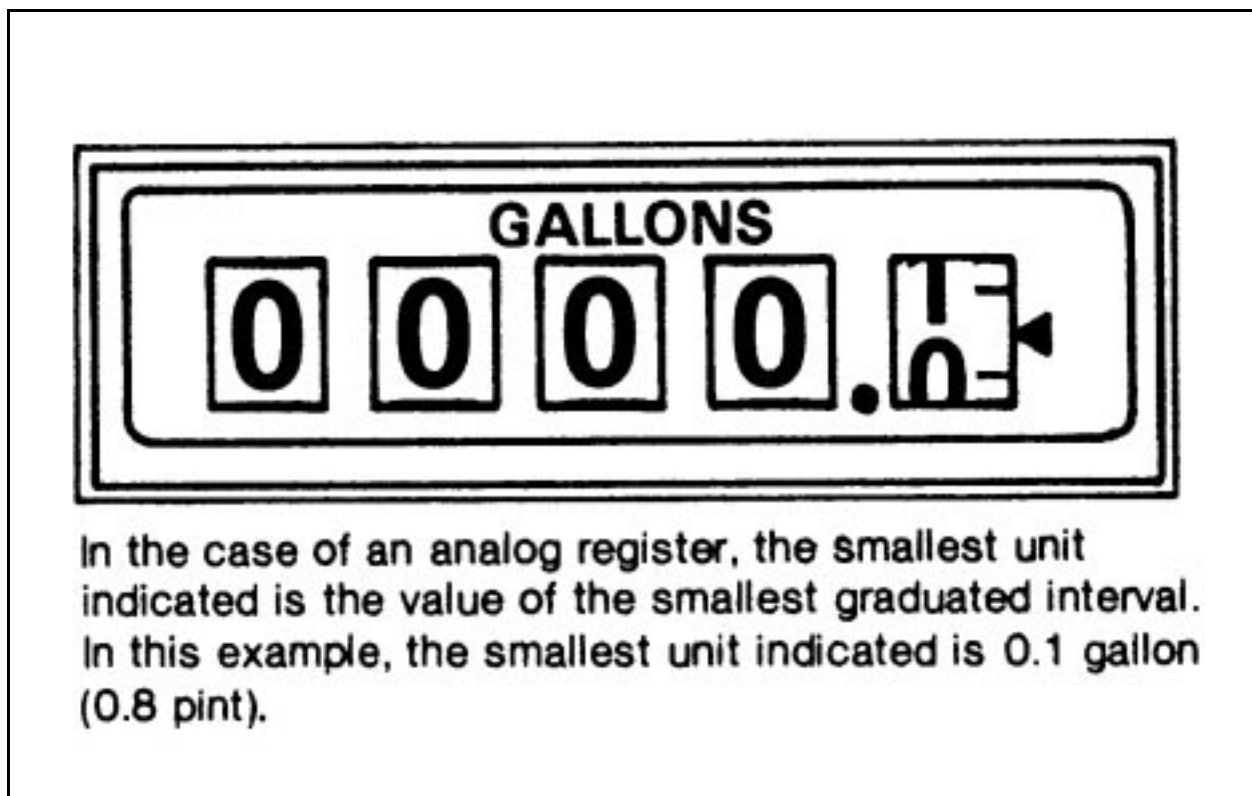 GALLONS
0 0 0 0 . 1
0
In the case of an analog register, the smallest unit
indicated is the value of the smallest graduated interval.
In this example, the smallest unit indicated is 0.1 gallon
(0.8 pint).